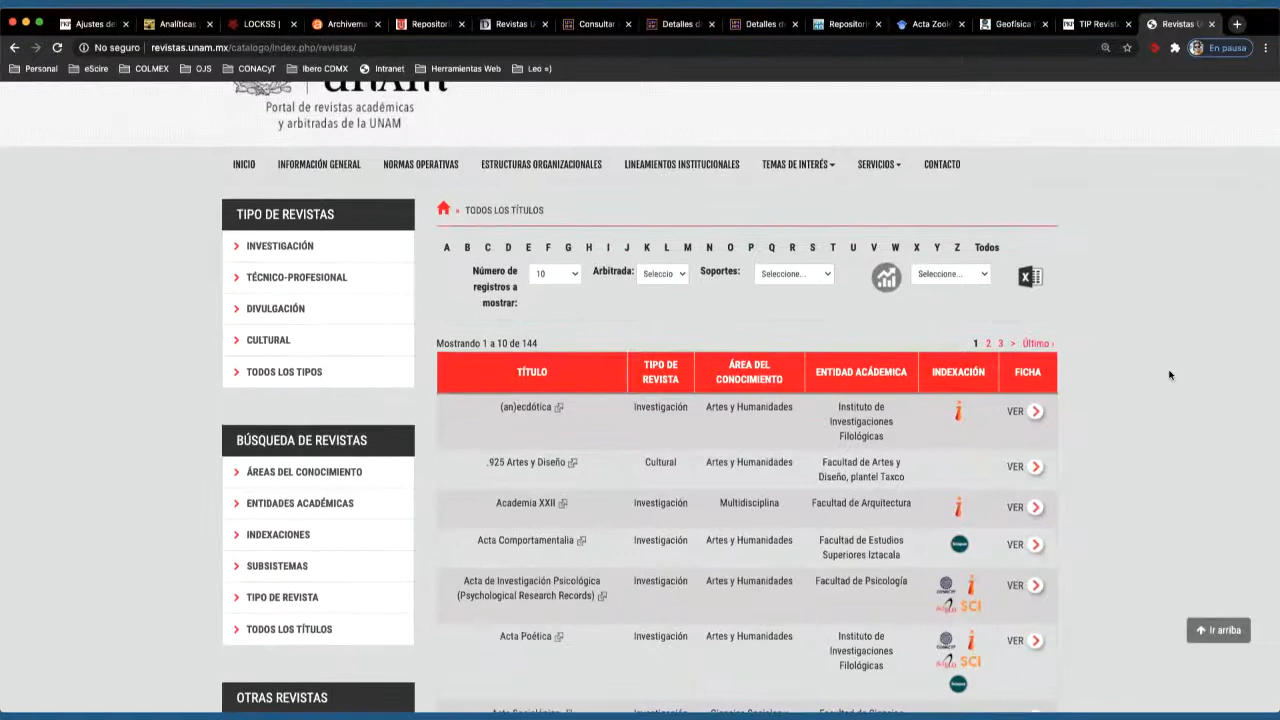 Ajustes del
Analíticas
LOCKSS |
Archivema
Repositori
Revistas U
Consultar
Detalles d
Detalles d
Repositori
Acta Zool
Geofísica
TIP Revist
Revistas U
No seguro | revistas.unam.mx/catalogo/index.php/revistas/
En pausa
Personal
eScire
COLMEX
OJS
CONACyT
Ibero CDMX
Intranet
Herramientas Web
Leo =)
Portal de revistas académicas
y arbitradas de la UNAM
INICIO
INFORMACIÓN GENERAL
NORMAS OPERATIVAS
ESTRUCTURAS ORGANIZACIONALES
LINEAMIENTOS INSTITUCIONALES
TEMAS DE INTERÉS
SERVICIOS
CONTACTO
TIPO DE REVISTAS
INVESTIGACIÓN
TÉCNICO-PROFESIONAL
DIVULGACIÓN
CULTURAL
TODOS LOS TIPOS
BÚSQUEDA DE REVISTAS
ÁREAS DEL CONOCIMIENTO
ENTIDADES ACADÉMICAS
INDEXACIONES
SUBSISTEMAS
TIPO DE REVISTA
TODOS LOS TÍTULOS
OTRAS REVISTAS
» TODOS LOS TÍTULOS
A B C D E F G H I J K L M N O P Q R S T U V W X Y Z Todos
Número de
registros a
mostrar:
10
Arbitrada:
Seleccio
Soportes:
Seleccione...
Seleccione...
Mostrando 1 a 10 de 144
1 2 3 > Último ›
TÍTULO
TIPO DE
REVISTA
ÁREA DEL
CONOCIMIENTO
ENTIDAD ACADÉMICA
INDEXACIÓN
FICHA
(an)ecdótica
Investigación
Artes y Humanidades
Instituto de
Investigaciones
Filológicas
VER
.925 Artes y Diseño
Cultural
Artes y Humanidades
Facultad de Artes y
Diseño, plantel Taxco
VER
Academia XXII
Investigación
Multidisciplina
Facultad de Arquitectura
VER
Acta Comportamentalia
Investigación
Artes y Humanidades
Facultad de Estudios
Superiores Iztacala
VER
Acta de Investigación Psicológica
(Psychological Research Records)
Investigación
Artes y Humanidades
Facultad de Psicología
SCI
VER
Acta Poética
Investigación
Artes y Humanidades
Instituto de
Investigaciones
Filológicas
SCI
VER
Ir arriba